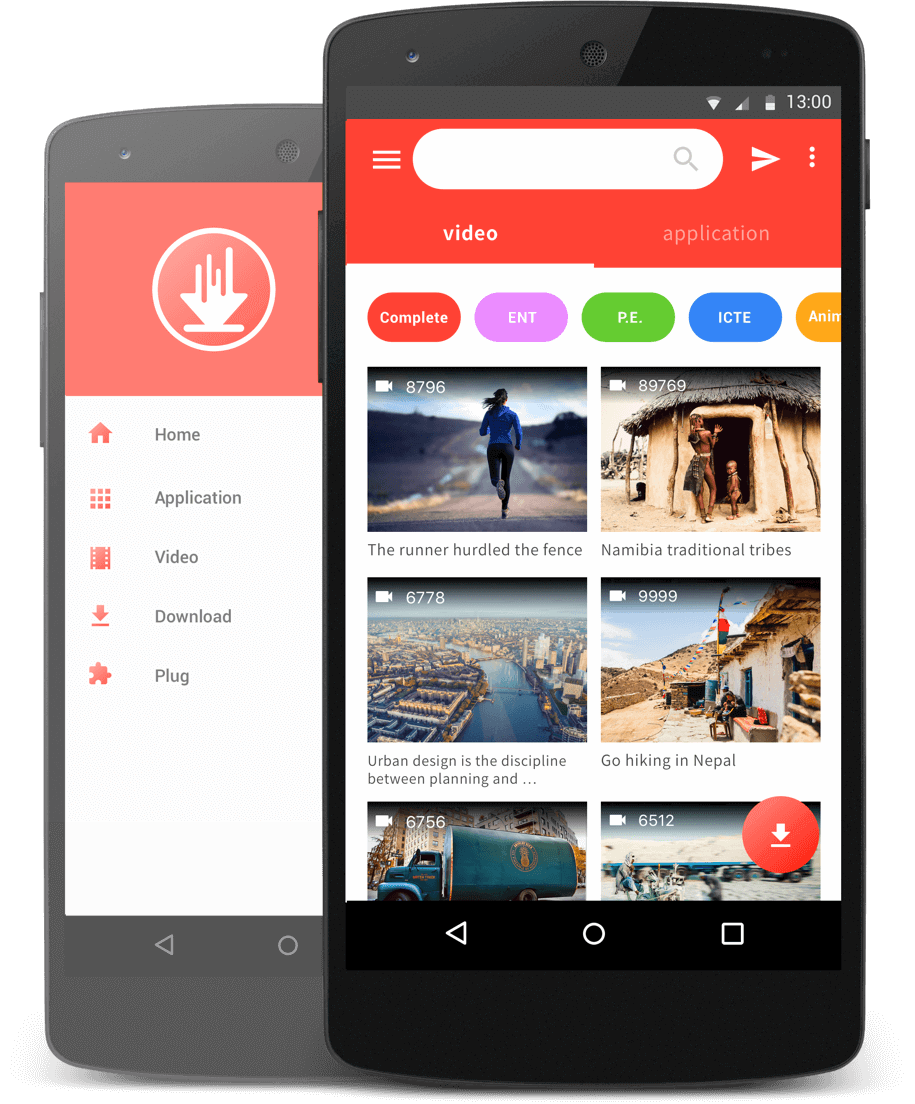 Home
Application
Video
Download
Plug
13:00
video
application
Complete
ENT
P.E.
ICTE
Anim
8796
89769
The runner hurdled the fence
Namibia traditional tribes
6778
9999
Urban design is the discipline
between planning and ...
Go hiking in Nepal
6756
6512